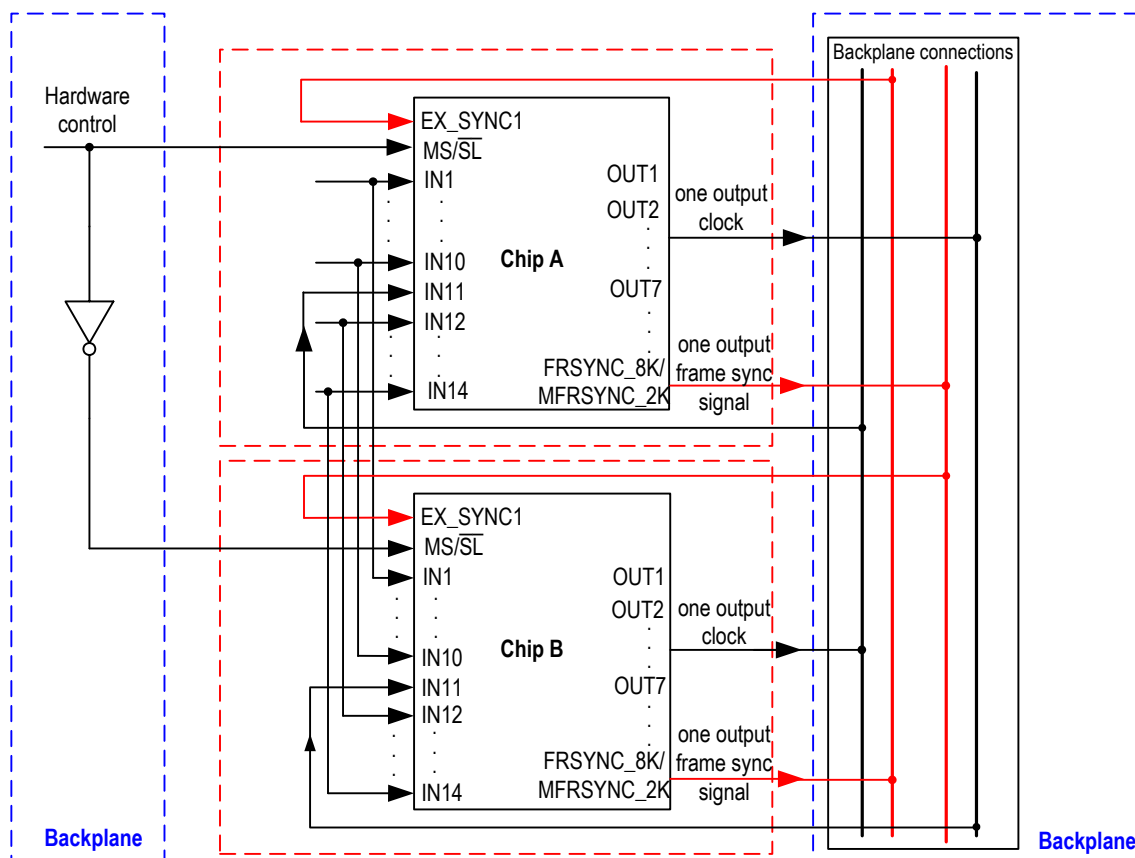 Backplane connections
Hardware
control
EX_SYNC1
MS/SL
IN1
IN10
IN11
IN12
IN14
Chip A
OUT1
OUT2
OUT7
FRSYNC_8K/
MFRSYNC_2K
one output
clock
one output
frame sync
signal
EX_SYNC1
MS/SL
IN1
IN10
IN11
IN12
IN14
Chip B
OUT1
OUT2
OUT7
FRSYNC_8K/
MFRSYNC_2K
one output
clock
one output
frame sync
signal
Backplane
Backplane